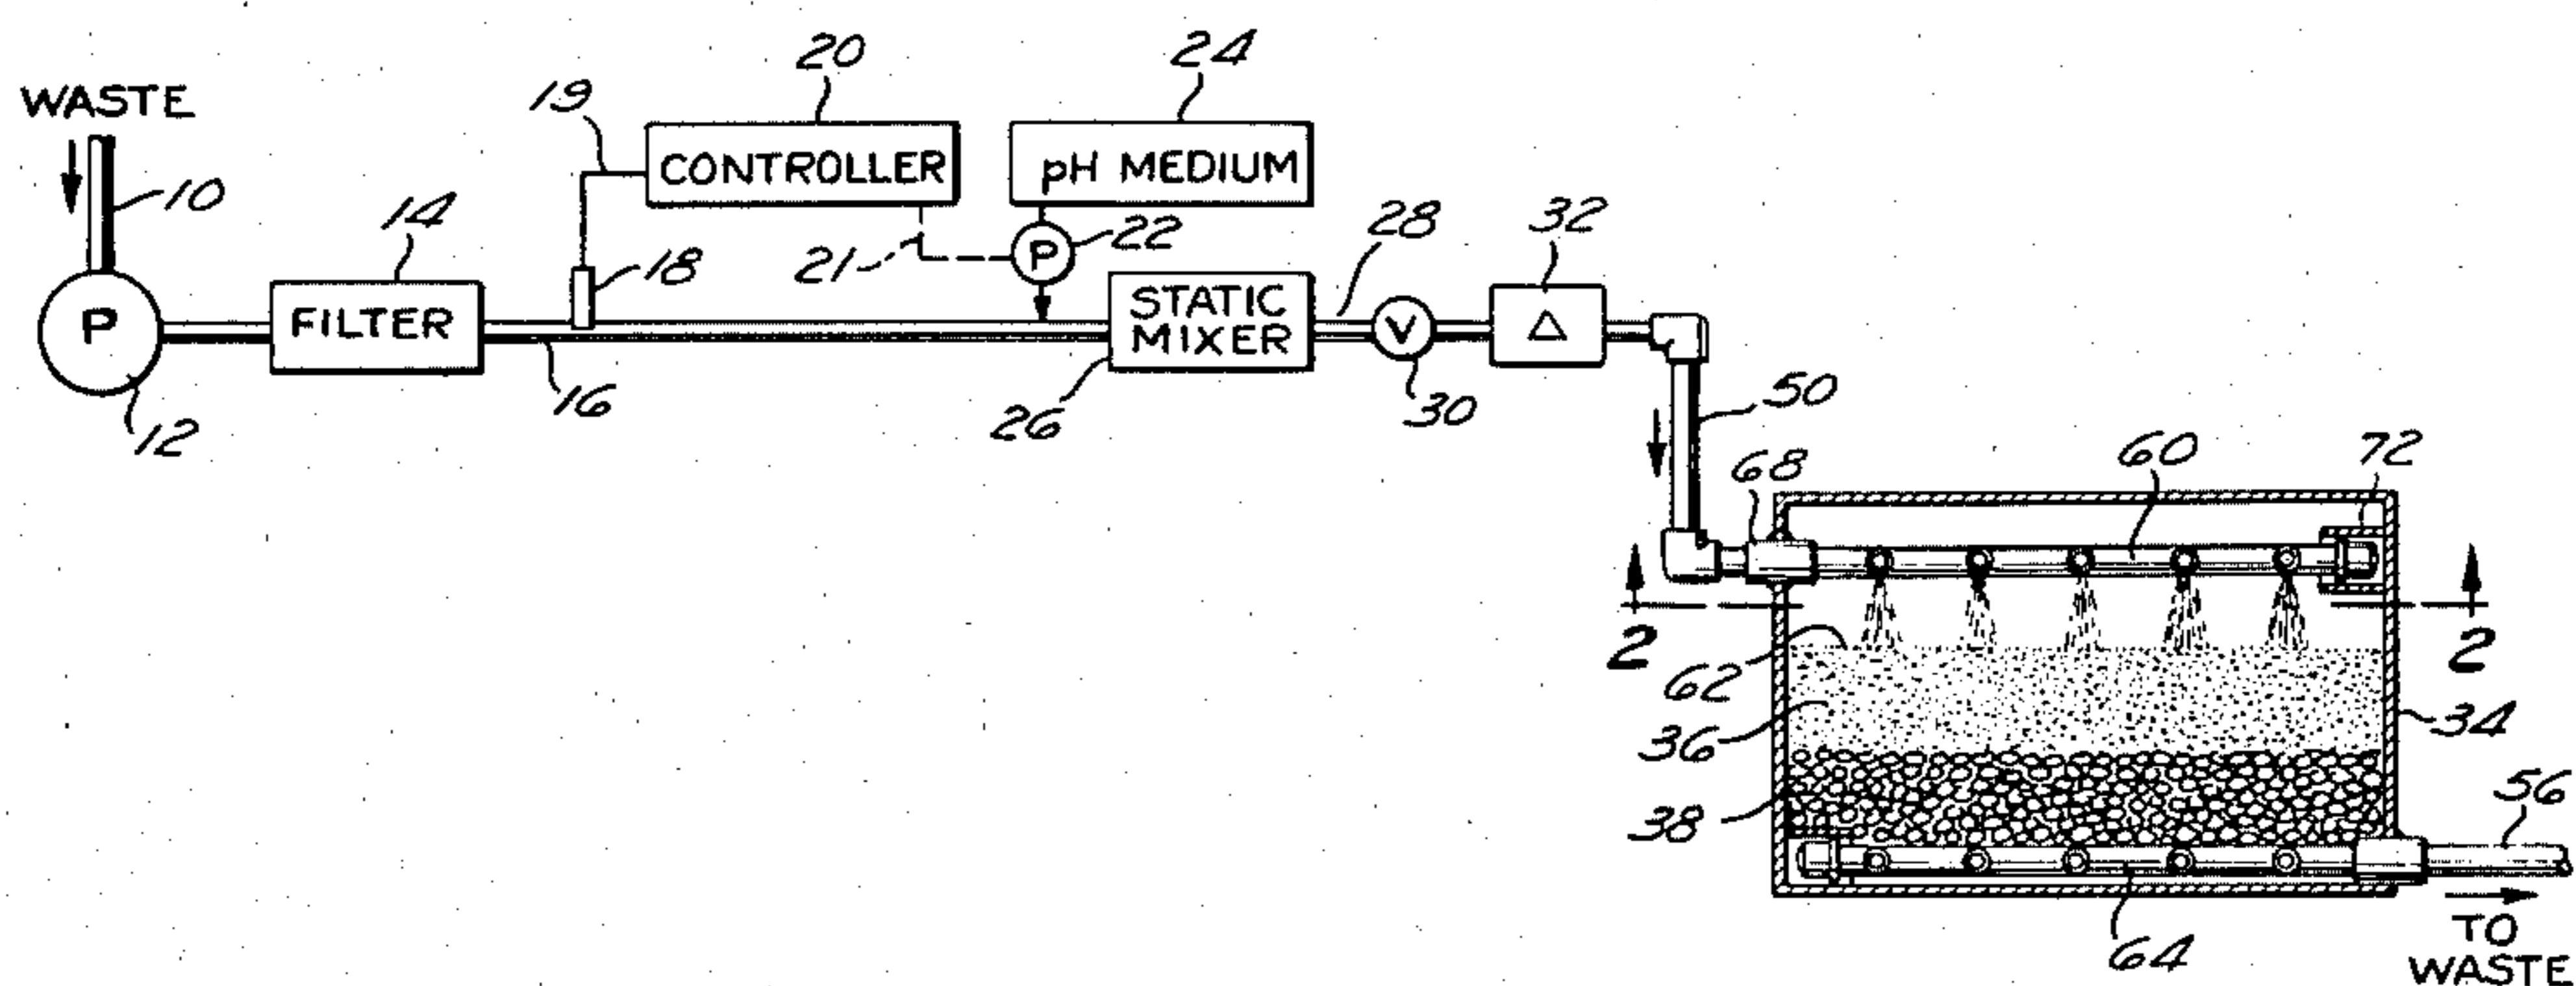 WASTE
10
P
12
14
FILTER
16
18
19
20
CONTROLLER
21
24
pH MEDIUM
P
22
STATIC
MIXER
26
28
V
30
32
Δ
50
68
60
72
2
2
62
36
34
38
64
56
TO
WASTE